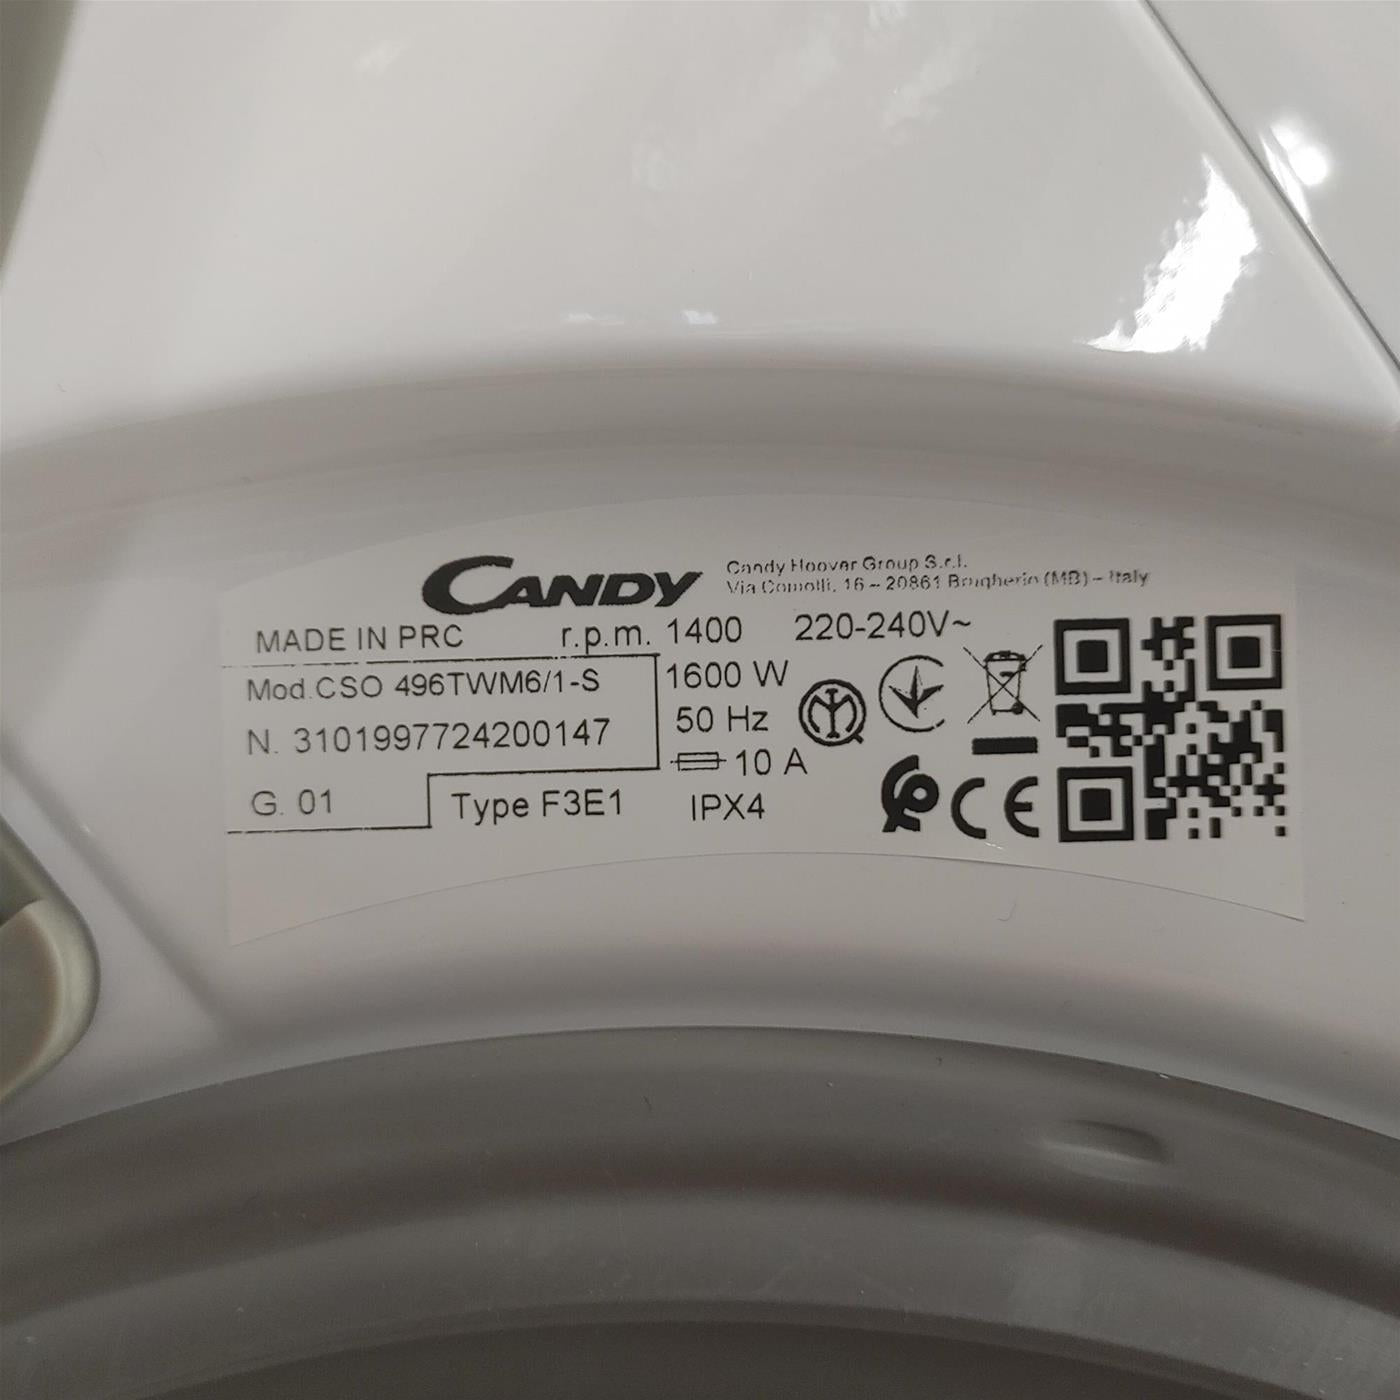 CANDY
Candy Hoover Group S.r.l.
Via Comolli, 16 – 20861 Brugherio (MB) – Italy
MADE IN PRC r.p.m. 1400 220-240V~
Mod.CSO 496TWM6/1-S 1600 W
N. 3101997724200147 50 Hz
10 A
G. 01 Type F3E1 IPX4
CE